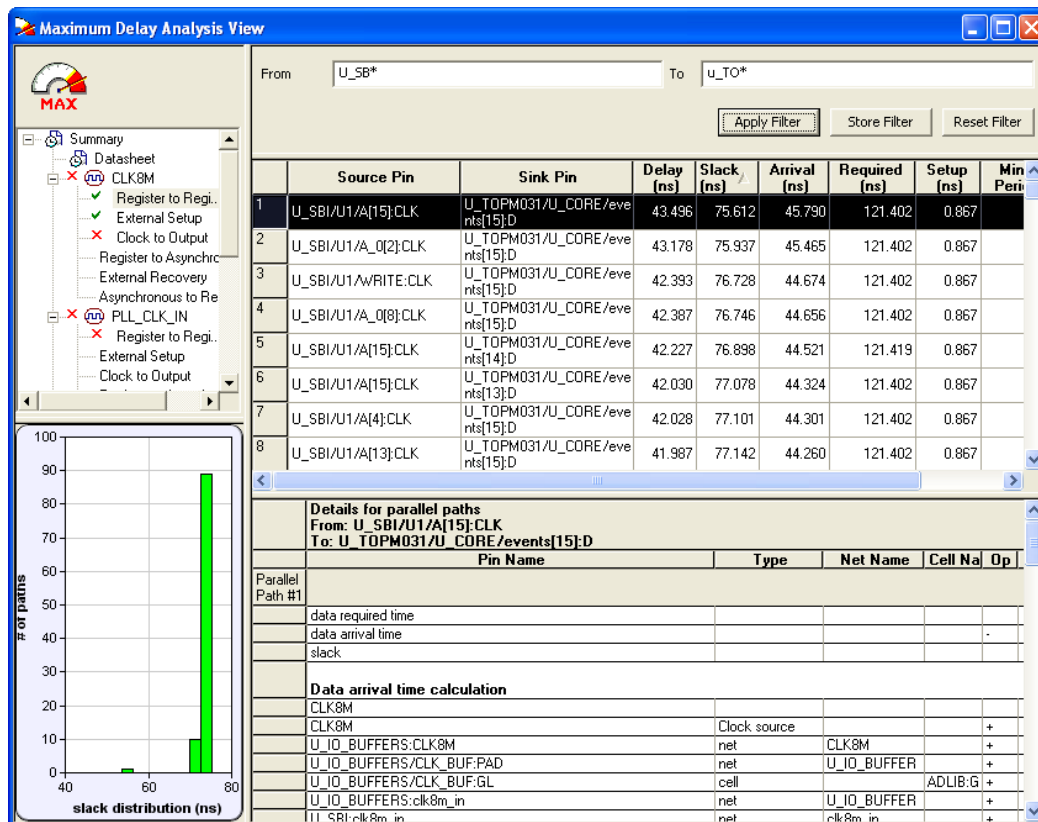 Maximum Delay Analysis View
MAX
From U_SB* To u_TO*
Apply Filter Store Filter Reset Filter
Summary
Datasheet
CLK8M
Register to Regi..
External Setup
Clock to Output
Register to Asynchro
External Recovery
Asynchronous to Re
PLL_CLK_IN
Register to Regi..
External Setup
Clock to Output
Source Pin Sink Pin Delay (ns) Slack (ns) Arrival (ns) Required (ns) Setup (ns) Min Peri
1 U_SBI/U1/A[15]:CLK U_TOPM031/U_CORE/events[15]:D 43.496 75.612 45.790 121.402 0.867
2 U_SBI/U1/A_0[2]:CLK U_TOPM031/U_CORE/events[15]:D 43.178 75.937 45.465 121.402 0.867
3 U_SBI/U1/WRITE:CLK U_TOPM031/U_CORE/events[15]:D 42.393 76.728 44.674 121.402 0.867
4 U_SBI/U1/A_0[8]:CLK U_TOPM031/U_CORE/events[15]:D 42.387 76.746 44.656 121.402 0.867
5 U_SBI/U1/A[15]:CLK U_TOPM031/U_CORE/events[14]:D 42.227 76.898 44.521 121.419 0.867
6 U_SBI/U1/A[15]:CLK U_TOPM031/U_CORE/events[13]:D 42.030 77.078 44.324 121.402 0.867
7 U_SBI/U1/A[4]:CLK U_TOPM031/U_CORE/events[15]:D 42.028 77.101 44.301 121.402 0.867
8 U_SBI/U1/A[13]:CLK U_TOPM031/U_CORE/events[15]:D 41.987 77.142 44.260 121.402 0.867
100
90
80
70
60
50
40
30
20
10
0
# of paths
40 60 80
slack distribution (ns)
Details for parallel paths
From: U_SBI/U1/A[15]:CLK
To: U_TOPM031/U_CORE/events[15]:D
Pin Name Type Net Name Cell Na Op
Parallel Path #1
data required time
data arrival time -
slack
Data arrival time calculation
CLK8M
CLK8M Clock source +
U_IO_BUFFERS:CLK8M net CLK8M +
U_IO_BUFFERS/CLK_BUF:PAD net U_IO_BUFFER +
U_IO_BUFFERS/CLK_BUF:GL cell ADLIB:G +
U_IO_BUFFERS:clk8m_in net U_IO_BUFFER +
U_SBI:clk8m_in net clk8m_in +